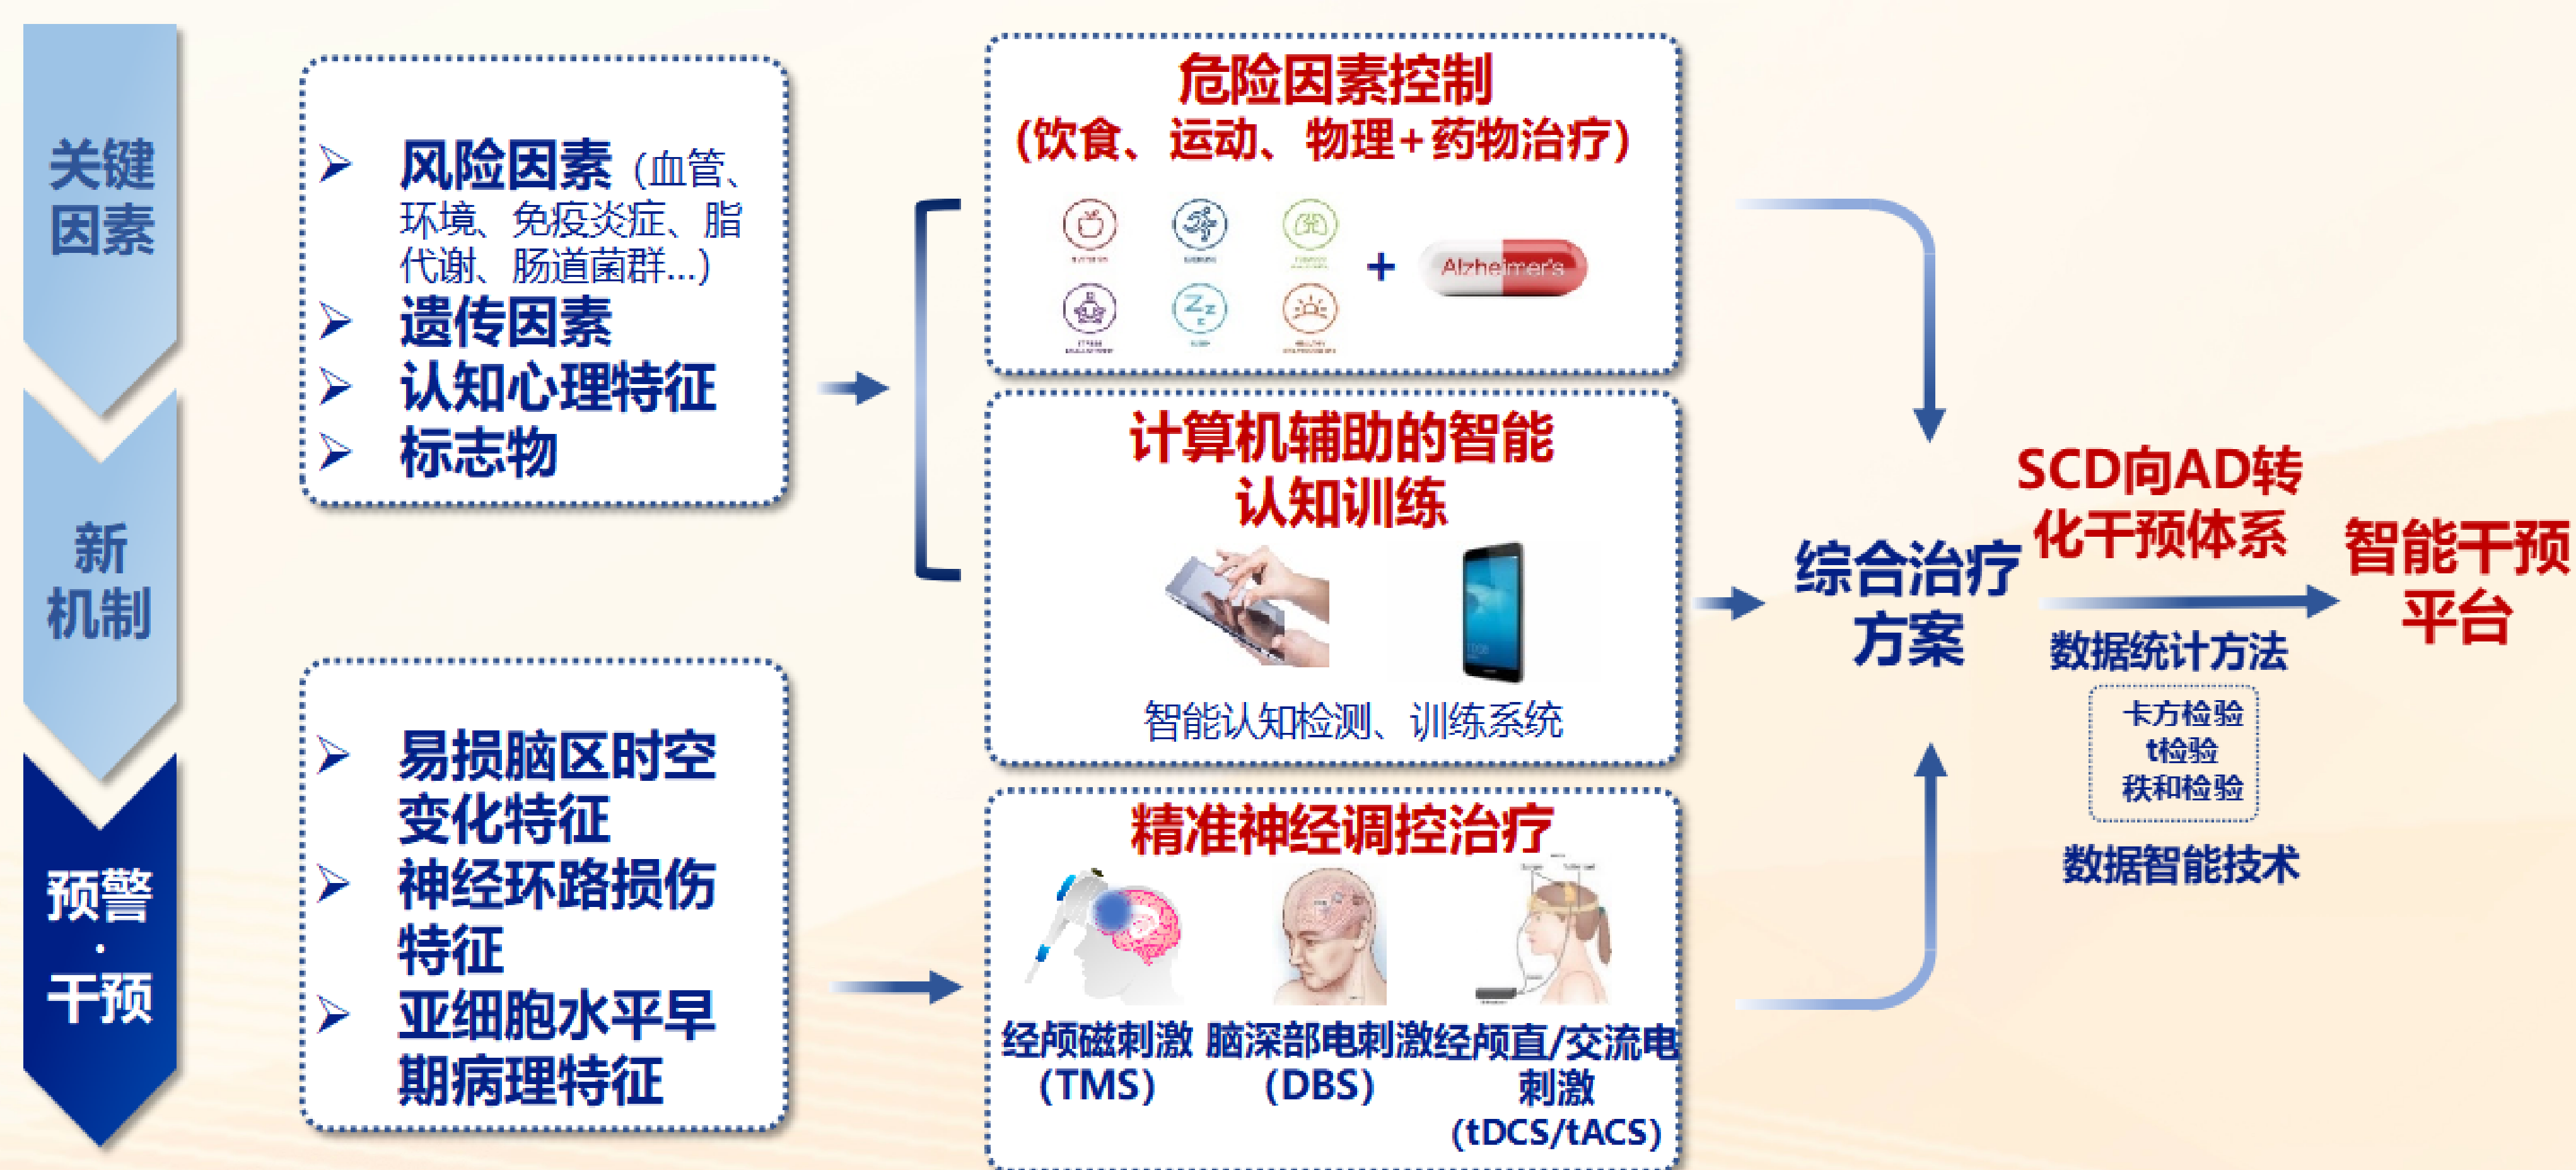 关键
因素
新
机制
预警
·
干预
风险因素（血管、
环境、免疫炎症、脂
代谢、肠道菌群...）
遗传因素
认知心理特征
标志物
易损脑区时空
变化特征
神经环路损伤
特征
亚细胞水平早
期病理特征
危险因素控制
（饮食、运动、物理+药物治疗）
+
Alzheimer's
计算机辅助的智能
认知训练
智能认知检测、训练系统
精准神经调控治疗
经颅磁刺激
（TMS）
脑深部电刺激
（DBS）
经颅直/交流电
刺激
（tDCS/tACS）
综合治疗
方案
SCD向AD转
化干预体系
数据统计方法
卡方检验
t检验
秩和检验
数据智能技术
智能干预
平台